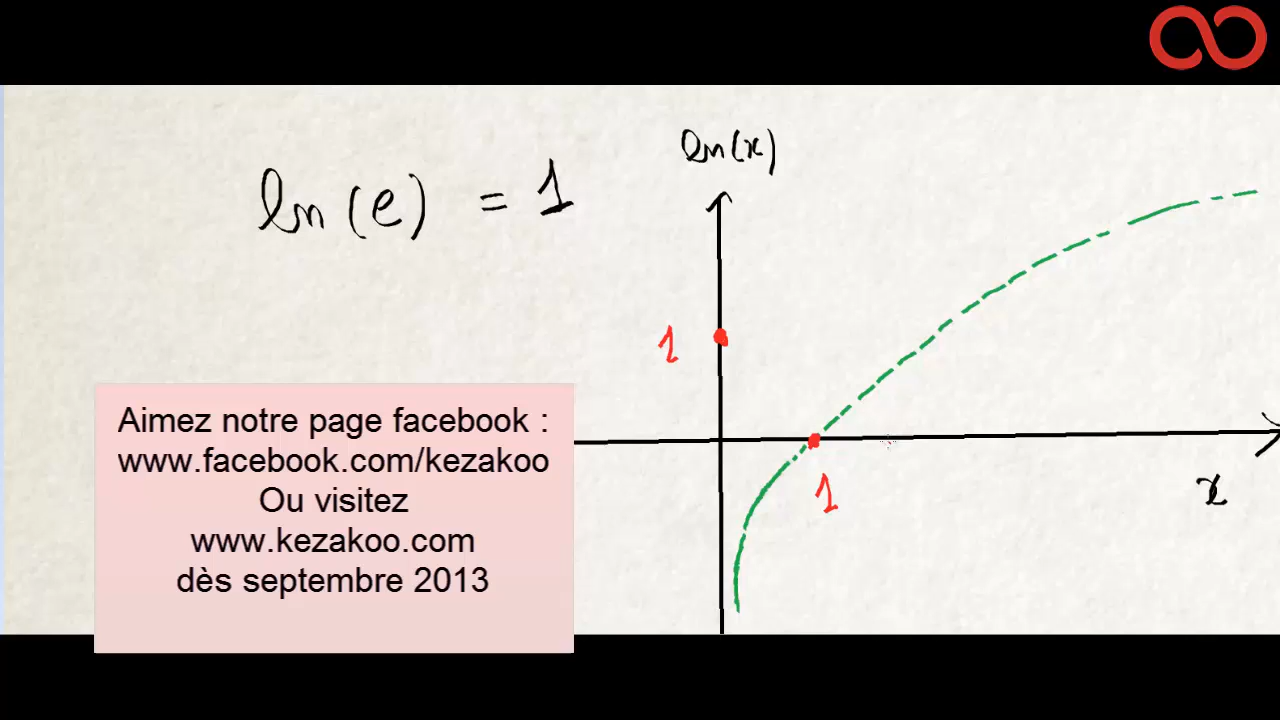 ln(e) = 1
ln(x)
1
1
x
Aimez notre page facebook :
www.facebook.com/kezakoo
Ou visitez
www.kezakoo.com
dès septembre 2013